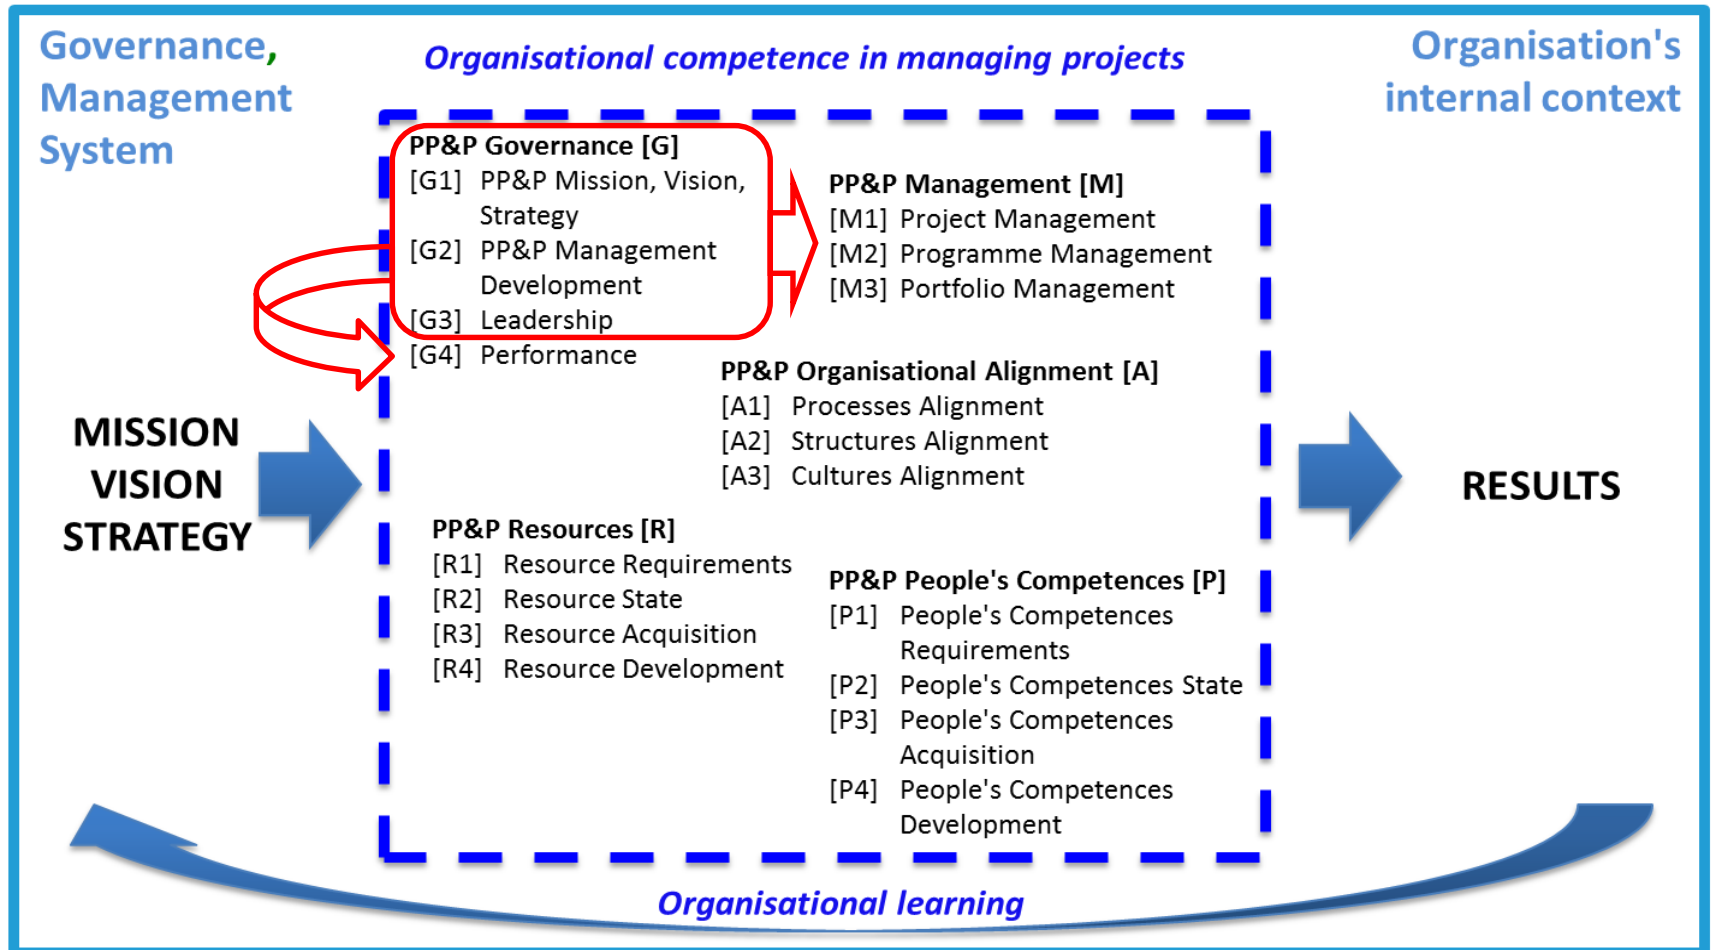 Governance,
Management
System
Organisational competence in managing projects
Organisation's
internal context
PP&P Governance [G]
[G1] PP&P Mission, Vision,
Strategy
[G2] PP&P Management
Development
[G3] Leadership
[G4] Performance
PP&P Management [M]
[M1] Project Management
[M2] Programme Management
[M3] Portfolio Management
PP&P Organisational Alignment [A]
[A1] Processes Alignment
[A2] Structures Alignment
[A3] Cultures Alignment
MISSION
VISION
STRATEGY
RESULTS
PP&P Resources [R]
[R1] Resource Requirements
[R2] Resource State
[R3] Resource Acquisition
[R4] Resource Development
PP&P People's Competences [P]
[P1] People's Competences
Requirements
[P2] People's Competences State
[P3] People's Competences
Acquisition
[P4] People's Competences
Development
Organisational learning